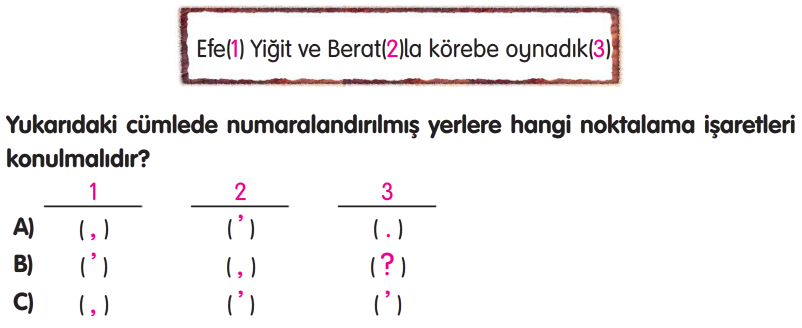 Efe(1) Yiğit ve Berat(2)la körebe oynadık(3)
Yukarıdaki cümlede numaralandırılmış yerlere hangi noktalama işaretleri
konulmalıdır?
1 2 3
A) (,) (’) (.)
B) (’) (,) (?)
C) (,) (’) (’)